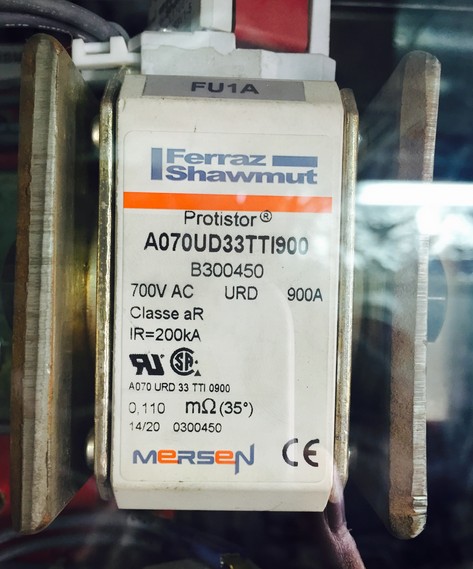 FU1A
Ferraz
Shawmut
Protistor®
A070UD33TTI900
B300450
700V AC URD 900A
Classe aR
IR=200kA
A070 URD 33 TTI 0900
0,110 mΩ(35°)
14/20 0300450
MERSEN CE